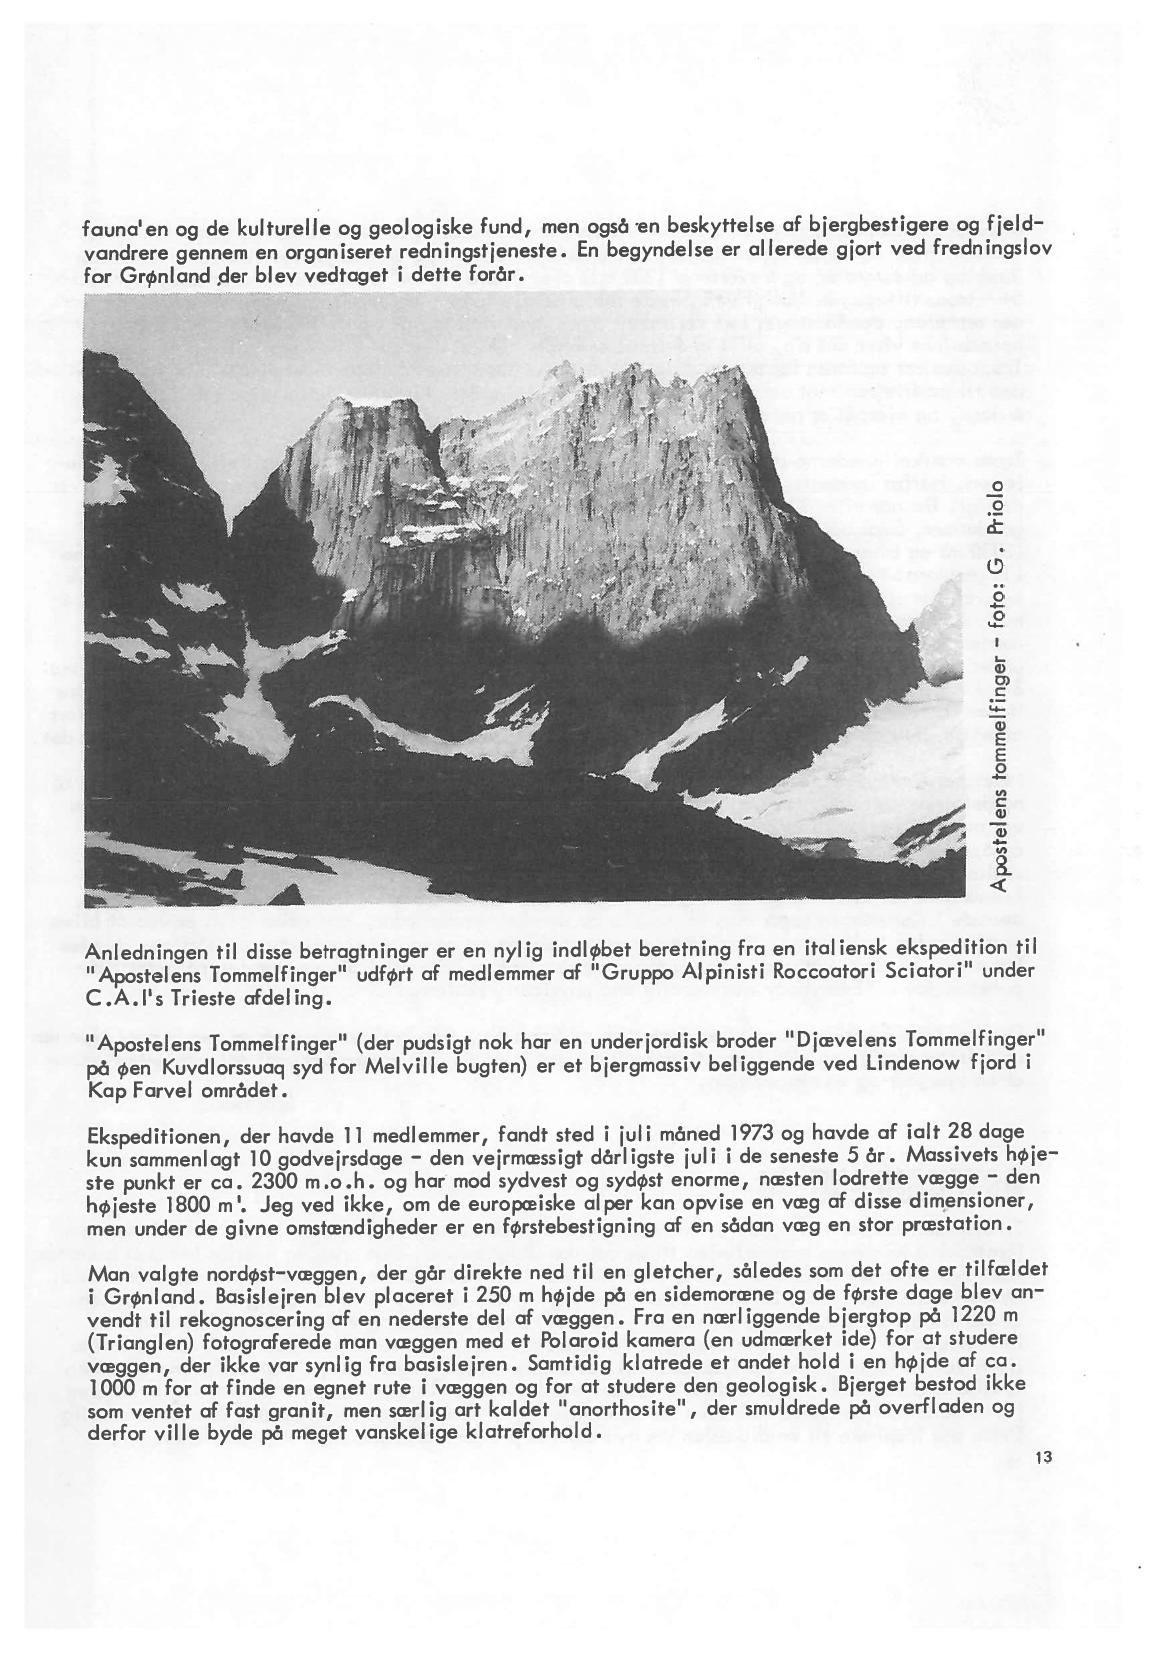 fauna'en og de kulturelle og geologiske fund, men også en beskyttelse af bjergbestigere og fjeld-
vandrere gennem en organiseret redningstjeneste. En begyndelse er allerede gjort ved fredningslov
for Grønland der blev vedtaget i dette forår.
Apostelens tommelfinger - foto: G. Priolo
Anledningen til disse betragtninger er en nylig indløbet beretning fra en italiensk ekspedition til
"Apostelens Tommelfinger" udført af medlemmer af "Gruppo Alpinisti Roccoatori Sciatori" under
C.A.I's Trieste afdeling.
"Apostelens Tommelfinger" (der pudsigt nok har en underjordisk broder "Djævelens Tommelfinger"
på øen Kuvdlorssuaq syd for Melville bugten) er et bjergmassiv beliggende ved Lindenow fjord i
Kap Farvel området.
Ekspeditionen, der havde 11 medlemmer, fandt sted i juli måned 1973 og havde af ialt 28 dage
kun sammenlagt 10 godvejrsdage - den vejrmæssigt dårligste juli i de seneste 5 år. Massivets høje-
ste punkt er ca. 2300 m.o.h. og har mod sydvest og sydøst enorme, næsten lodrette vægge - den
højeste 1800 m'. Jeg ved ikke, om de europæiske alper kan opvise en væg af disse dimensioner,
men under de givne omstændigheder er en førstebestigning af en sådan væg en stor præstation.
Man valgte nordøst-væggen, der går direkte ned til en gletcher, således som det ofte er tilfældet
i Grønland. Basislejren blev placeret i 250 m højde på en sidemoræne og de første dage blev an-
vendt til rekognoscering af en nederste del af væggen. Fra en nærliggende bjergtop på 1220 m
(Trianglen) fotograferede man væggen med et Polaroid kamera (en udmærket ide) for at studere
væggen, der ikke var synlig fra basislejren. Samtidig klatrede et andet hold i en højde af ca.
1000 m for at finde en egnet rute i væggen og for at studere den geologisk. Bjerget bestod ikke
som ventet af fast granit, men særlig art kaldet "anorthosite", der smuldrede på overfladen og
derfor ville byde på meget vanskelige klatreforhold.
13